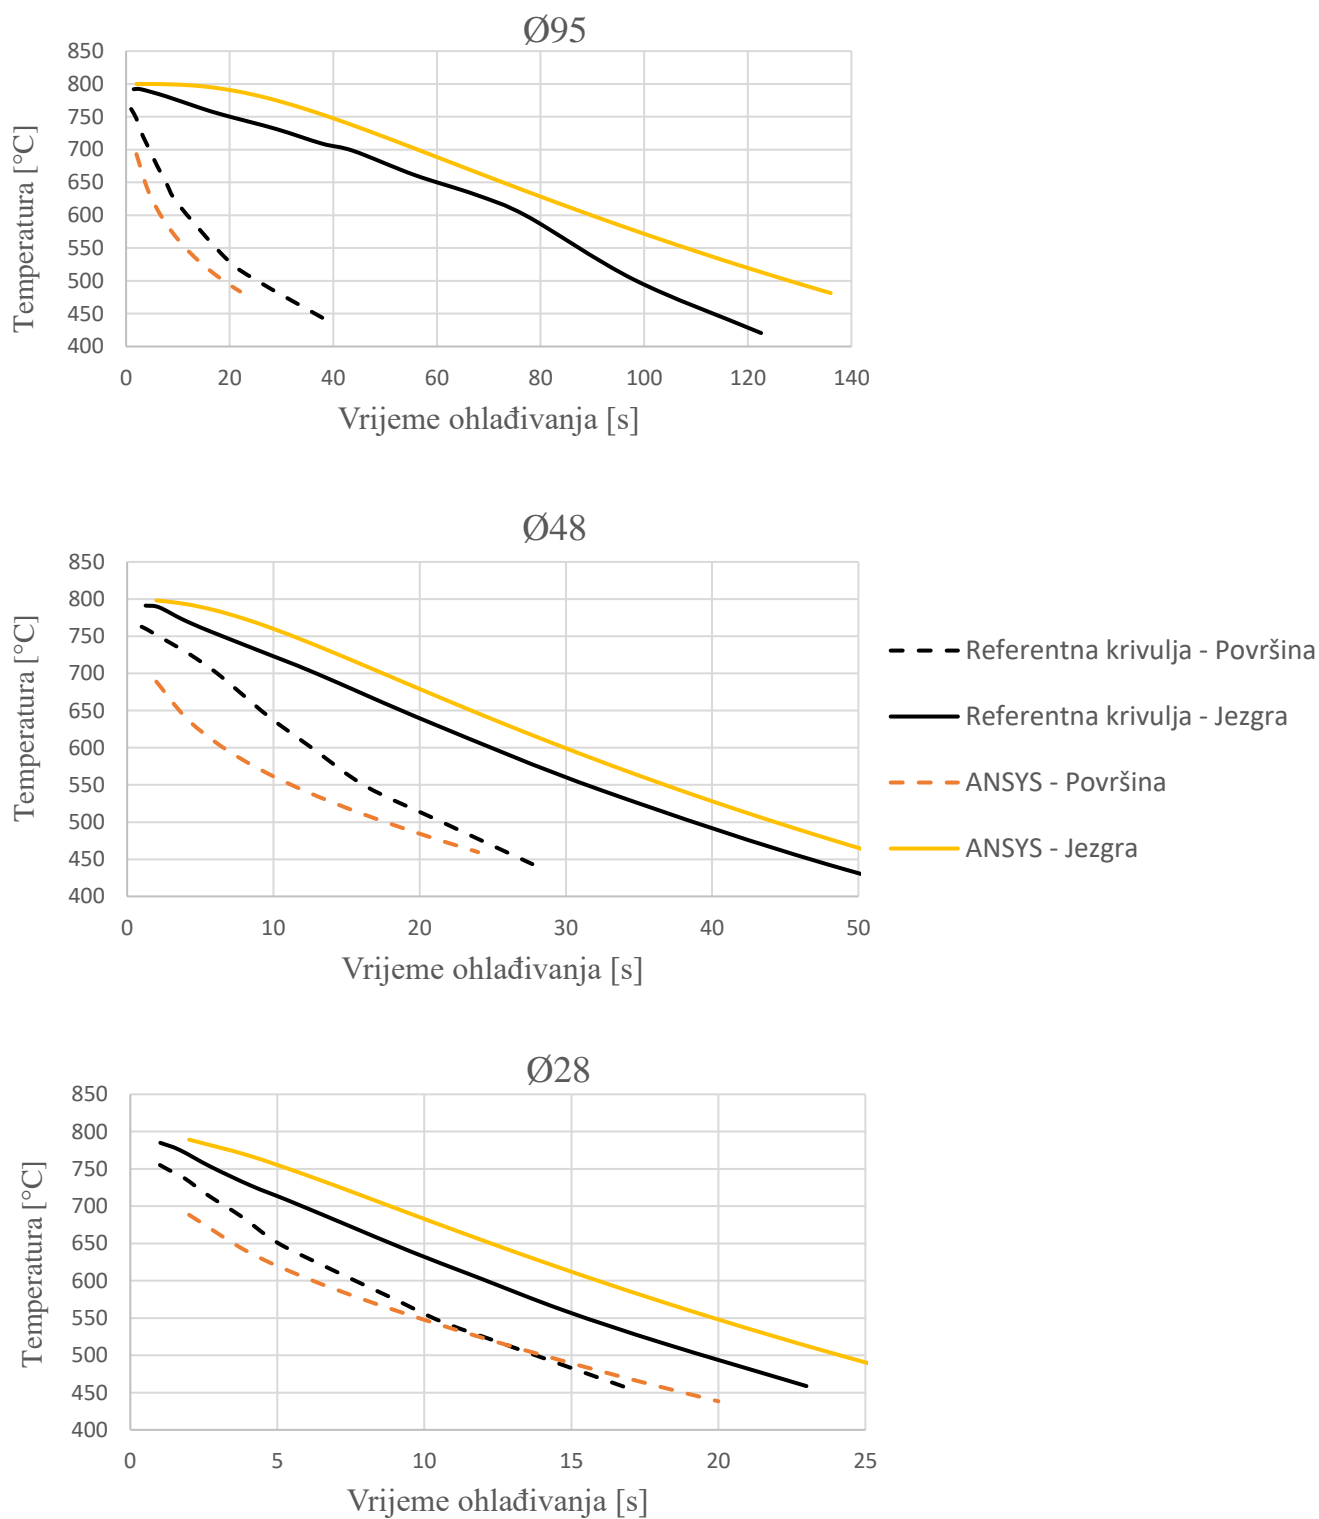 Ø95
850
800
750
700
650
600
550
500
450
400
Temperatura [°C]
0 20 40 60 80 100 120 140
Vrijeme ohlađivanja [s]
Ø48
850
800
750
700
650
600
550
500
450
400
Temperatura [°C]
0 10 20 30 40 50
Vrijeme ohlađivanja [s]
Referentna krivulja - Površina
Referentna krivulja - Jezgra
ANSYS - Površina
ANSYS - Jezgra
Ø28
850
800
750
700
650
600
550
500
450
400
Temperatura [°C]
0 5 10 15 20 25
Vrijeme ohlađivanja [s]